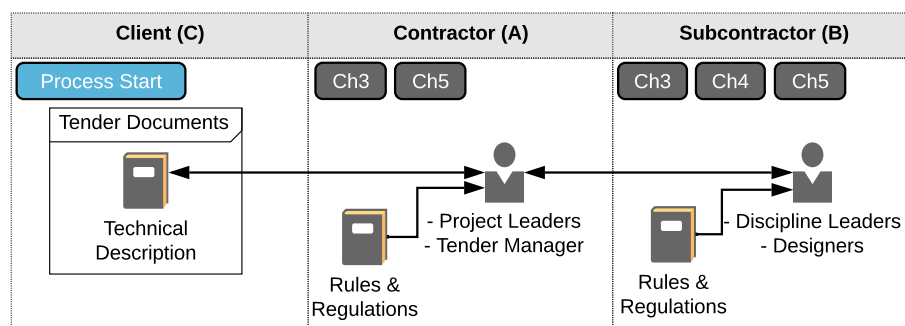 Client (C)
Contractor (A)
Subcontractor (B)
Process Start
Ch3
Ch5
Ch3
Ch4
Ch5
Tender Documents
Technical
Description
- Project Leaders
- Tender Manager
Rules &
Regulations
- Discipline Leaders
- Designers
Rules &
Regulations